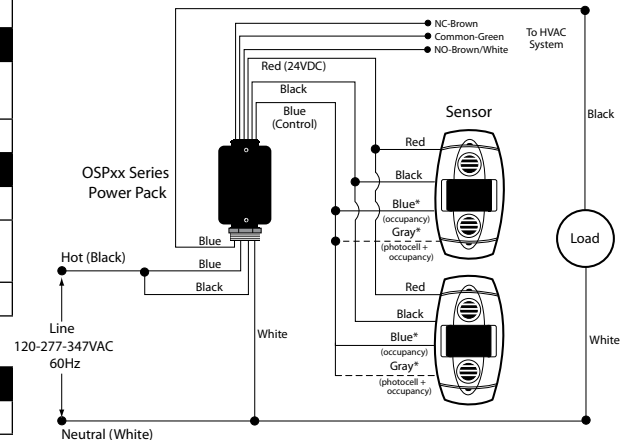 NC-Brown
Common-Green
NO-Brown/White
To HVAC
System
Red (24VDC)
Black
Blue
(Control)
Sensor
Black
OSPxx Series
Power Pack
Red
Black
Blue*
(occupancy)
Gray*
(photocell +
occupancy)
Load
Blue
Hot (Black)
Blue
Black
Red
Black
Line
120-277-347VAC
60Hz
White
Blue*
(occupancy)
Gray*
(photocell +
occupancy)
White
Neutral (White)